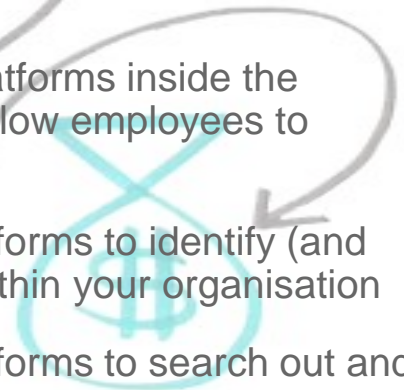 atforms inside the
low employees to
forms to identify (and
thin your organisation
forms to search out and
$